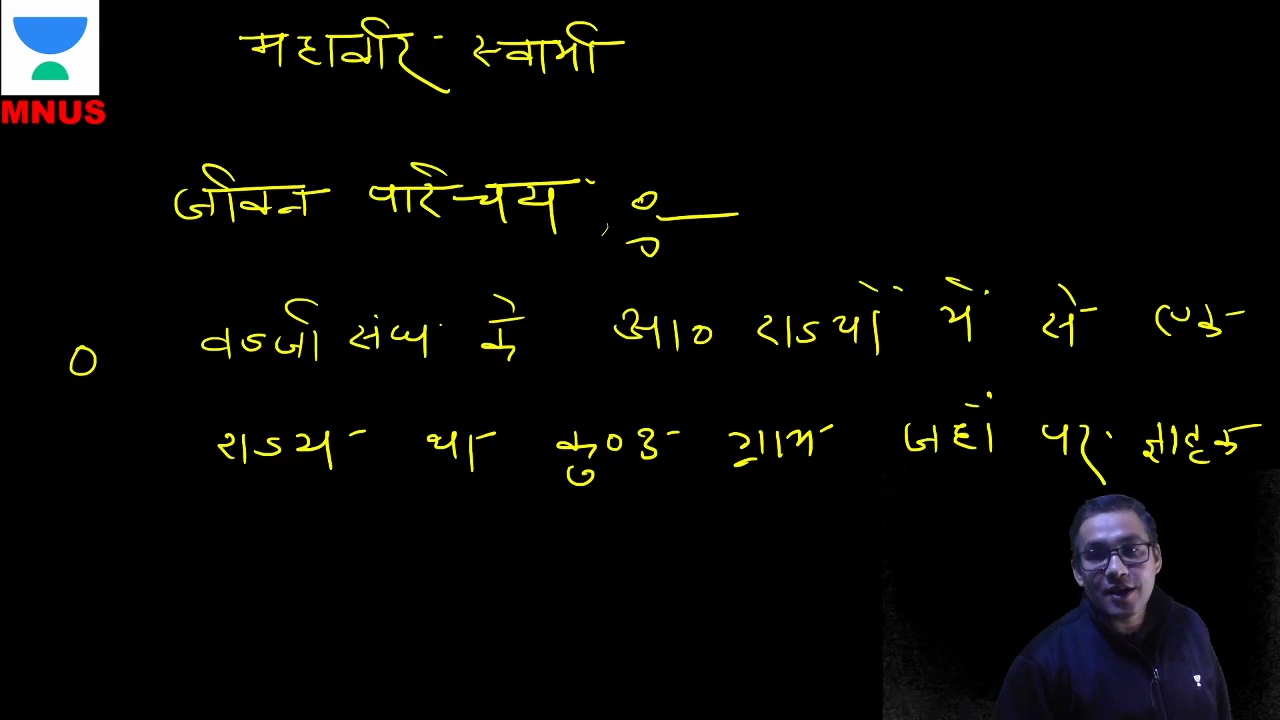 MNUS
महावीर स्वामी
जीवन परिचय :-
वज्जी संघ के आठ राज्यों में से एक
राज्य था कुण्ड ग्राम जहाँ पर ज्ञातृक